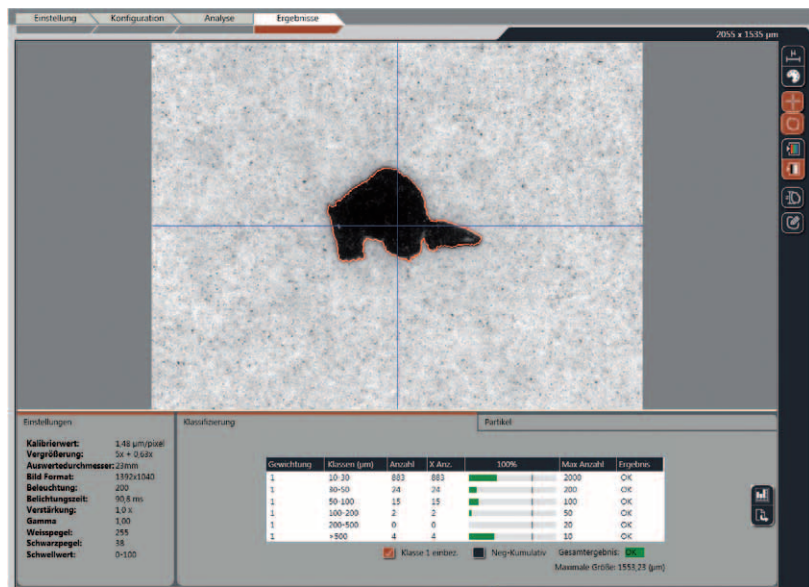 Einstellung Konfiguration Analyse Ergebnisse
2055 x 1535 µm
Einstellungen
Kalibrierwert: 1,48 µm/pixel
Vergrößerung: 5x + 0,63x
Auswertedurchmesser: 23mm
Bild Format: 1392x1040
Beleuchtung: 200
Belichtungszeit: 90,6 ms
Verstärkung: 1,0 x
Gamma 1,00
Weisspegel: 255
Schwarzpegel: 38
Schwellwert: 0-100
Klassifizierung Partikel
Gewichtung Klassen (µm) Anzahl X Anz. 100% Max Anzahl Ergebnis
1 10-30 883 883 2000 OK
1 30-50 24 24 200 OK
1 50-100 15 15 100 OK
1 100-200 2 2 50 OK
1 200-500 0 0 20 OK
1 >500 4 4 10 OK
Klasse 1 einbez. Neg-Kumulativ Gesamtergebnis: OK
Maximale Größe: 1553,23 (µm)